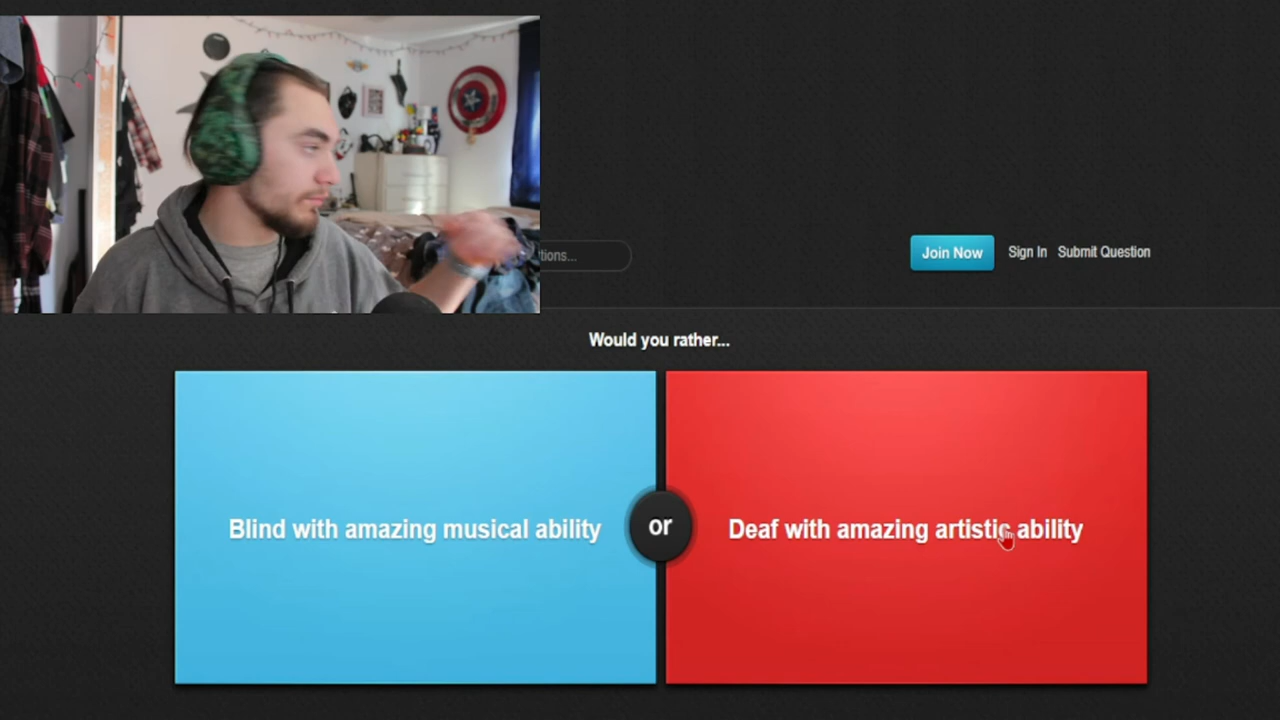 tions...
Join Now
Sign In
Submit Question
Would you rather...
Blind with amazing musical ability
or
Deaf with amazing artistic ability